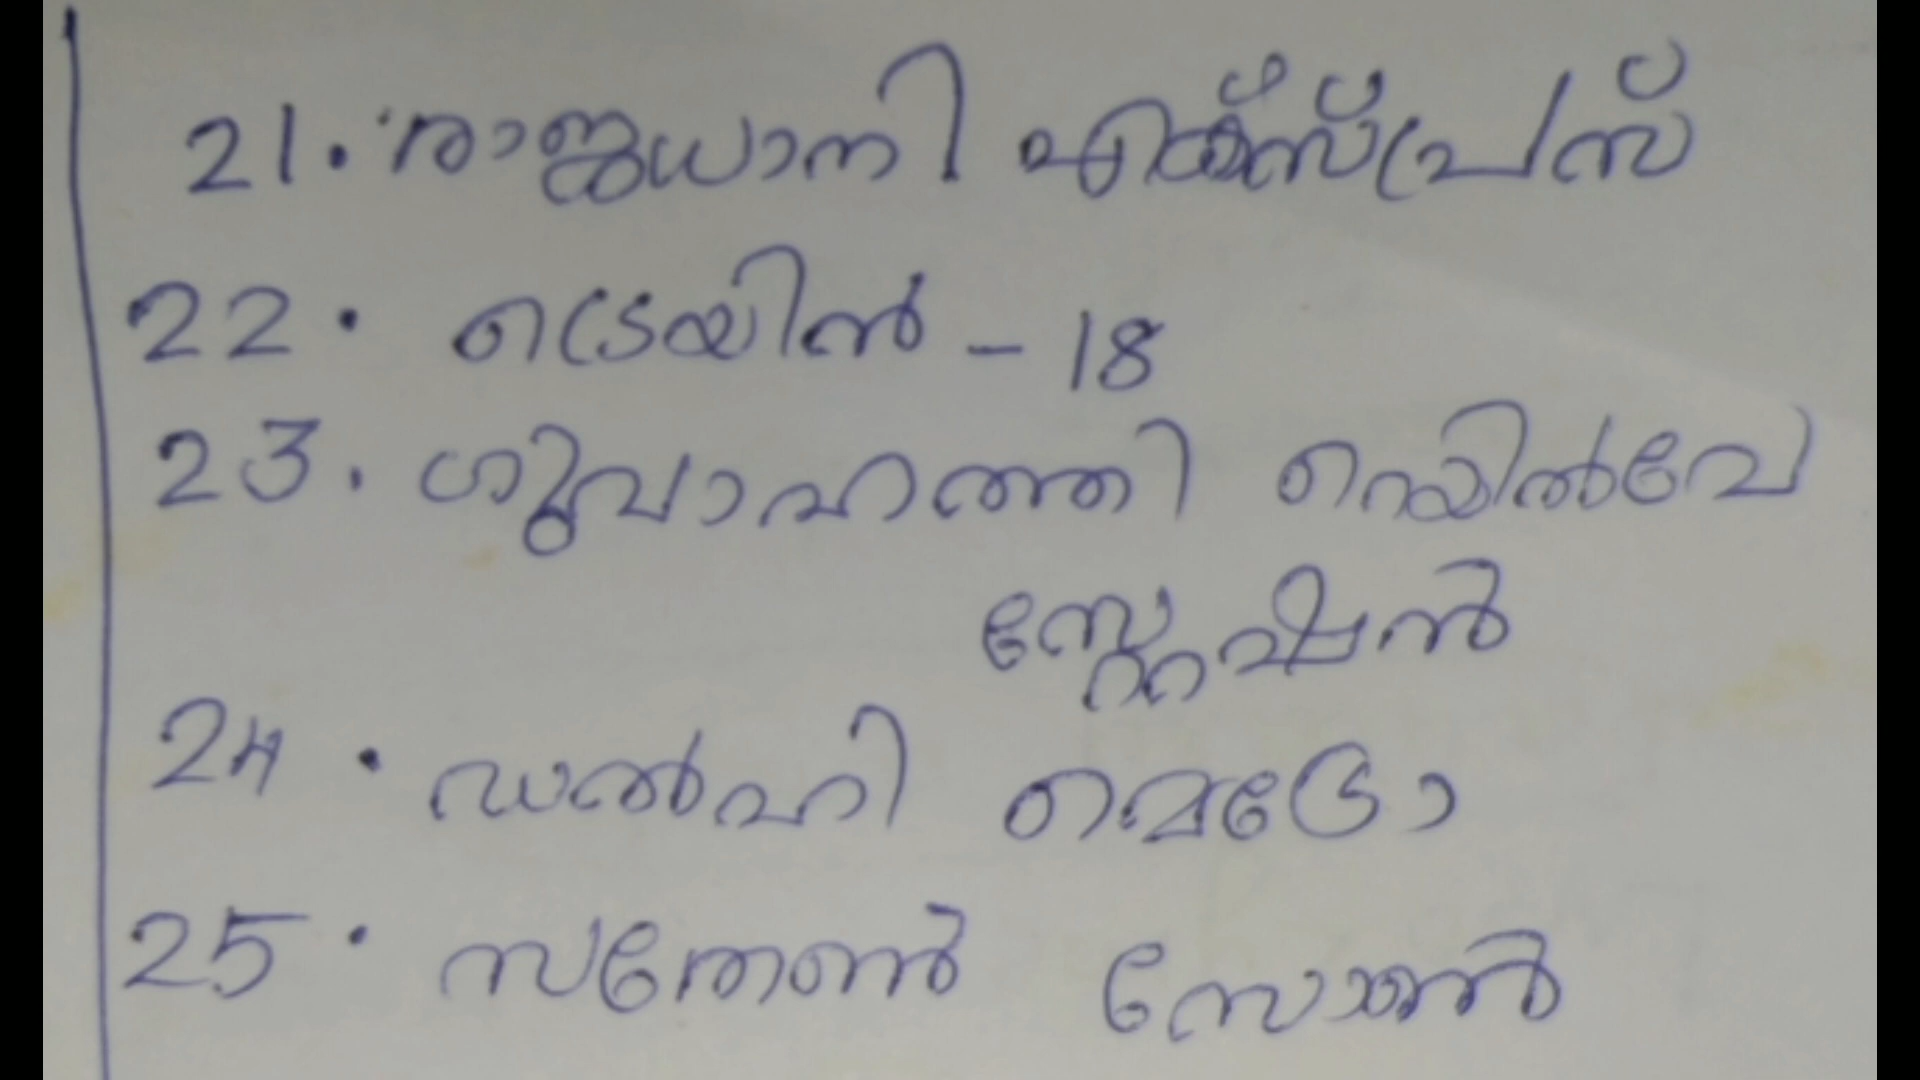 21. രാജധാനി എക്സ്പ്രസ്
22. ട്രെയിൻ - 18
23. ഗുവാഹത്തി റെയിൽവേ
സ്റ്റേഷൻ
24. ഡൽഹി മെട്രോ
25. സതേൺ സോൺ